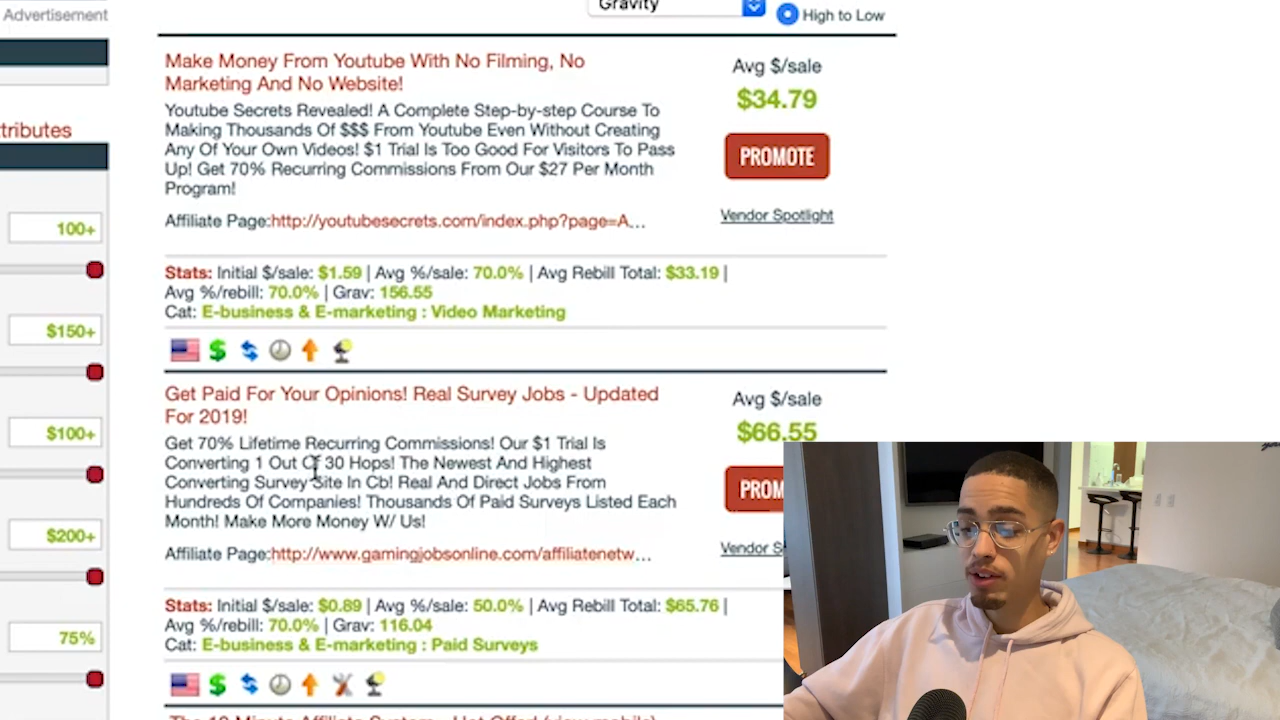 Advertisement
Gravity
High to Low
Make Money From Youtube With No Filming, No
Marketing And No Website!
Avg $/sale
$34.79
Youtube Secrets Revealed! A Complete Step-by-step Course To
Making Thousands Of $$$ From Youtube Even Without Creating
Any Of Your Own Videos! $1 Trial Is Too Good For Visitors To Pass
Up! Get 70% Recurring Commissions From Our $27 Per Month
Program!
PROMOTE
Affiliate Page:http://youtubesecrets.com/index.php?page=A...
Vendor Spotlight
Stats: Initial $/sale: $1.59 | Avg %/sale: 70.0% | Avg Rebill Total: $33.19 |
Avg %/rebill: 70.0% | Grav: 156.55
Cat: E-business & E-marketing : Video Marketing
tributes
100+
$150+
$100+
$200+
75%
Get Paid For Your Opinions! Real Survey Jobs - Updated
For 2019!
Avg $/sale
$66.55
Get 70% Lifetime Recurring Commissions! Our $1 Trial Is
Converting 1 Out Of 30 Hops! The Newest And Highest
Converting Survey Site In Cb! Real And Direct Jobs From
Hundreds Of Companies! Thousands Of Paid Surveys Listed Each
Month! Make More Money W/ Us!
PROM
Affiliate Page:http://www.gamingjobsonline.com/affiliatenetw...
Vendor S
Stats: Initial $/sale: $0.89 | Avg %/sale: 50.0% | Avg Rebill Total: $65.76 |
Avg %/rebill: 70.0% | Grav: 116.04
Cat: E-business & E-marketing : Paid Surveys
Minute Affiliate System - Hot Offer! (view mobile)